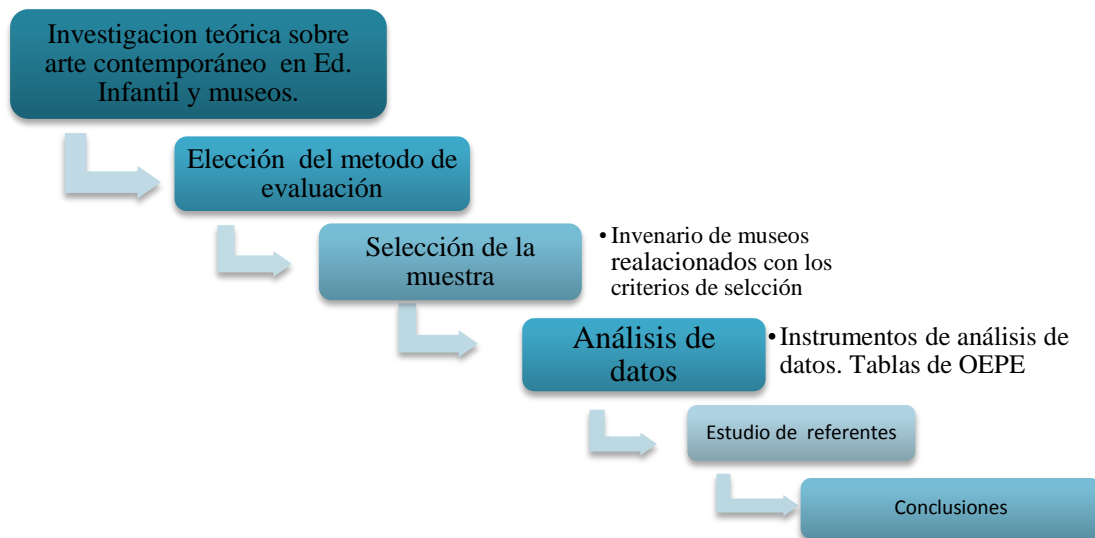 Investigacion teórica sobre
arte contemporáneo en Ed.
Infantil y museos.
Elección del metodo de
evaluación
Selección de la
muestra
• Invenario de museos
realacionados con los
criterios de selcción
Análisis de
datos
• Instrumentos de análisis de
datos. Tablas de OEPE
Estudio de referentes
Conclusiones